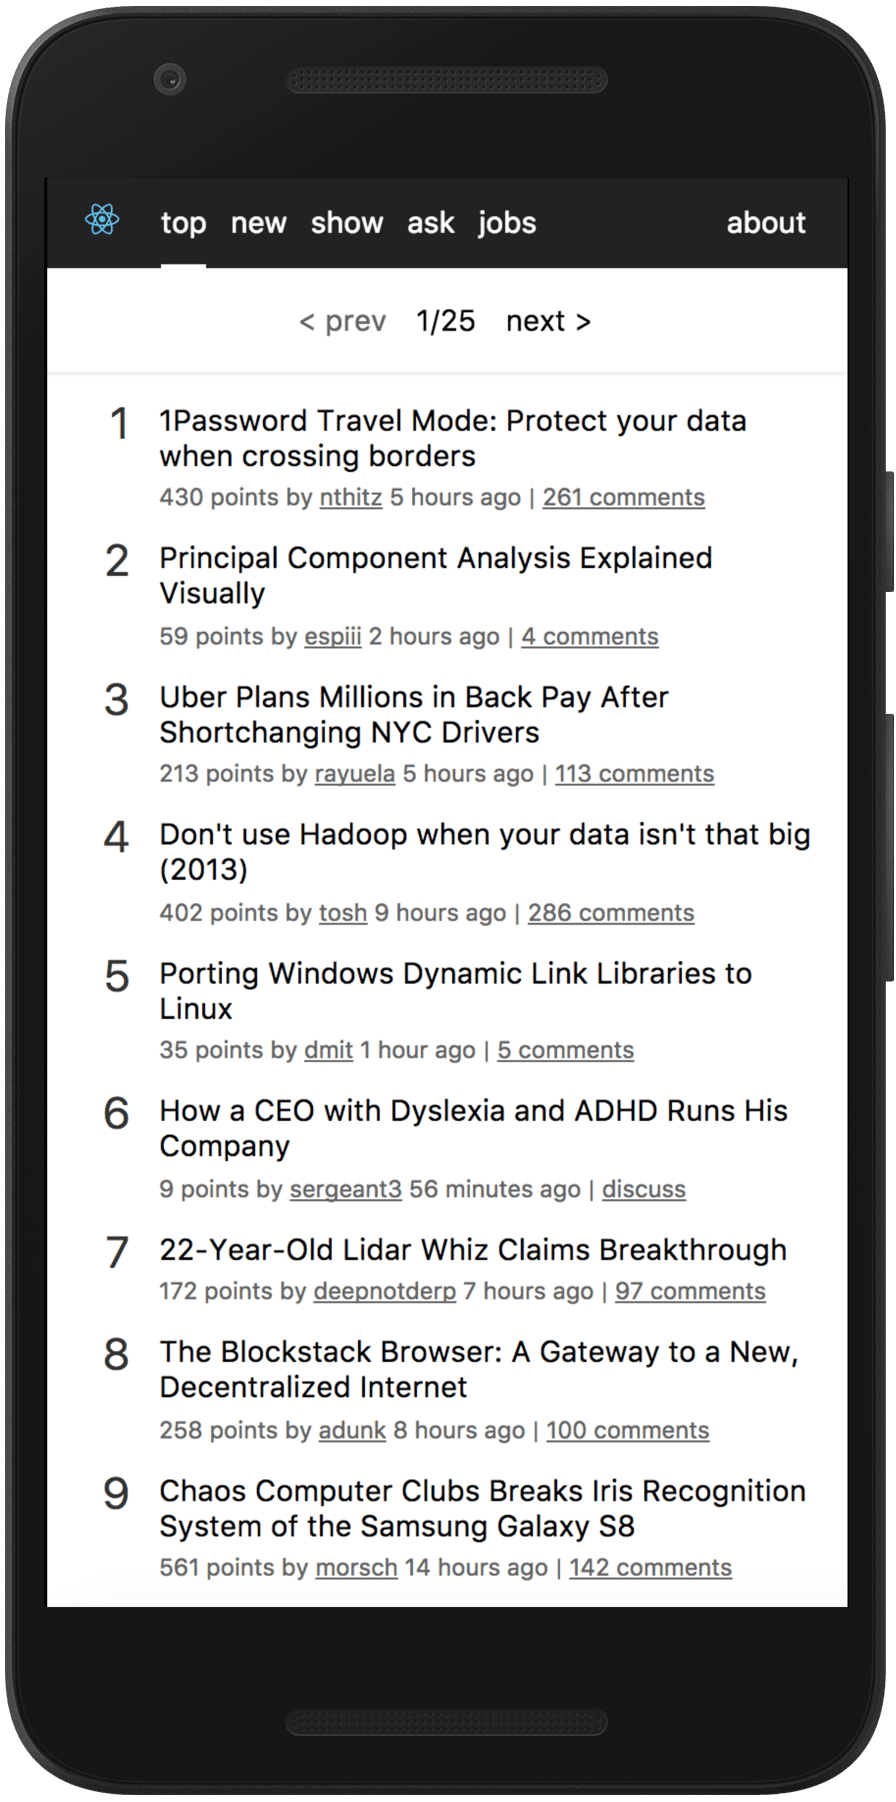 top new show ask jobs about
< prev 1/25 next >
1 1Password Travel Mode: Protect your data
when crossing borders
430 points by nthitz 5 hours ago | 261 comments
2 Principal Component Analysis Explained
Visually
59 points by espiii 2 hours ago | 4 comments
3 Uber Plans Millions in Back Pay After
Shortchanging NYC Drivers
213 points by rayuela 5 hours ago | 113 comments
4 Don't use Hadoop when your data isn't that big
(2013)
402 points by tosh 9 hours ago | 286 comments
5 Porting Windows Dynamic Link Libraries to
Linux
35 points by dmit 1 hour ago | 5 comments
6 How a CEO with Dyslexia and ADHD Runs His
Company
9 points by sergeant3 56 minutes ago | discuss
7 22-Year-Old Lidar Whiz Claims Breakthrough
172 points by deepnotderp 7 hours ago | 97 comments
8 The Blockstack Browser: A Gateway to a New,
Decentralized Internet
258 points by adunk 8 hours ago | 100 comments
9 Chaos Computer Clubs Breaks Iris Recognition
System of the Samsung Galaxy S8
561 points by morsch 14 hours ago | 142 comments